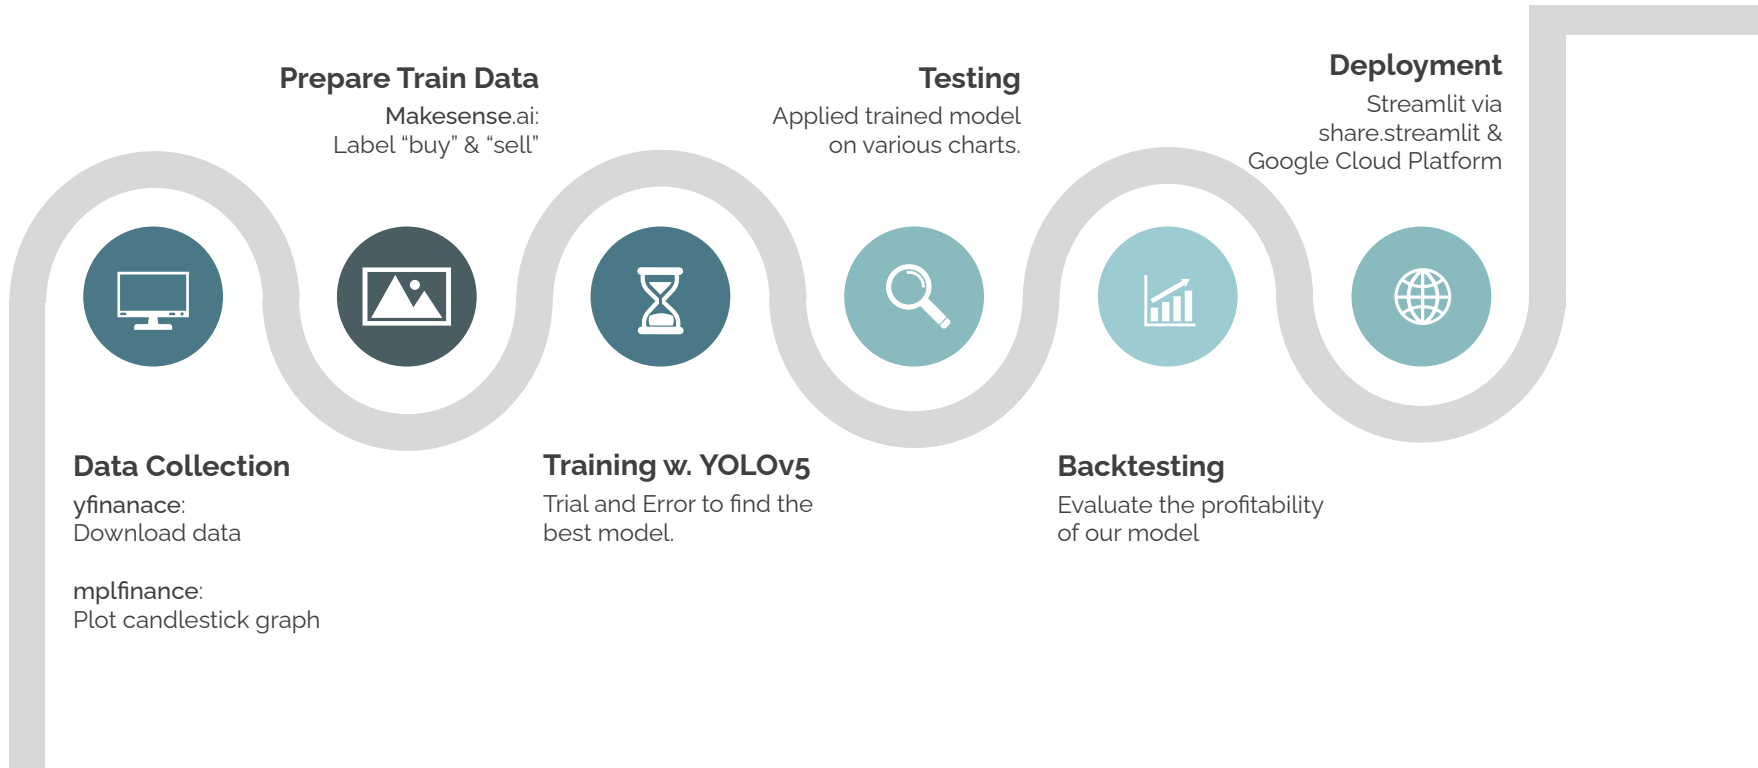 Data Collection
yfinanace:
Download data
mplfinance:
Plot candlestick graph
Prepare Train Data
Makesense.ai:
Label “buy” & “sell”
Training w. YOLOv5
Trial and Error to find the
best model.
Testing
Applied trained model
on various charts.
Backtesting
Evaluate the profitability
of our model
Deployment
Streamlit via
share.streamlit &
Google Cloud Platform